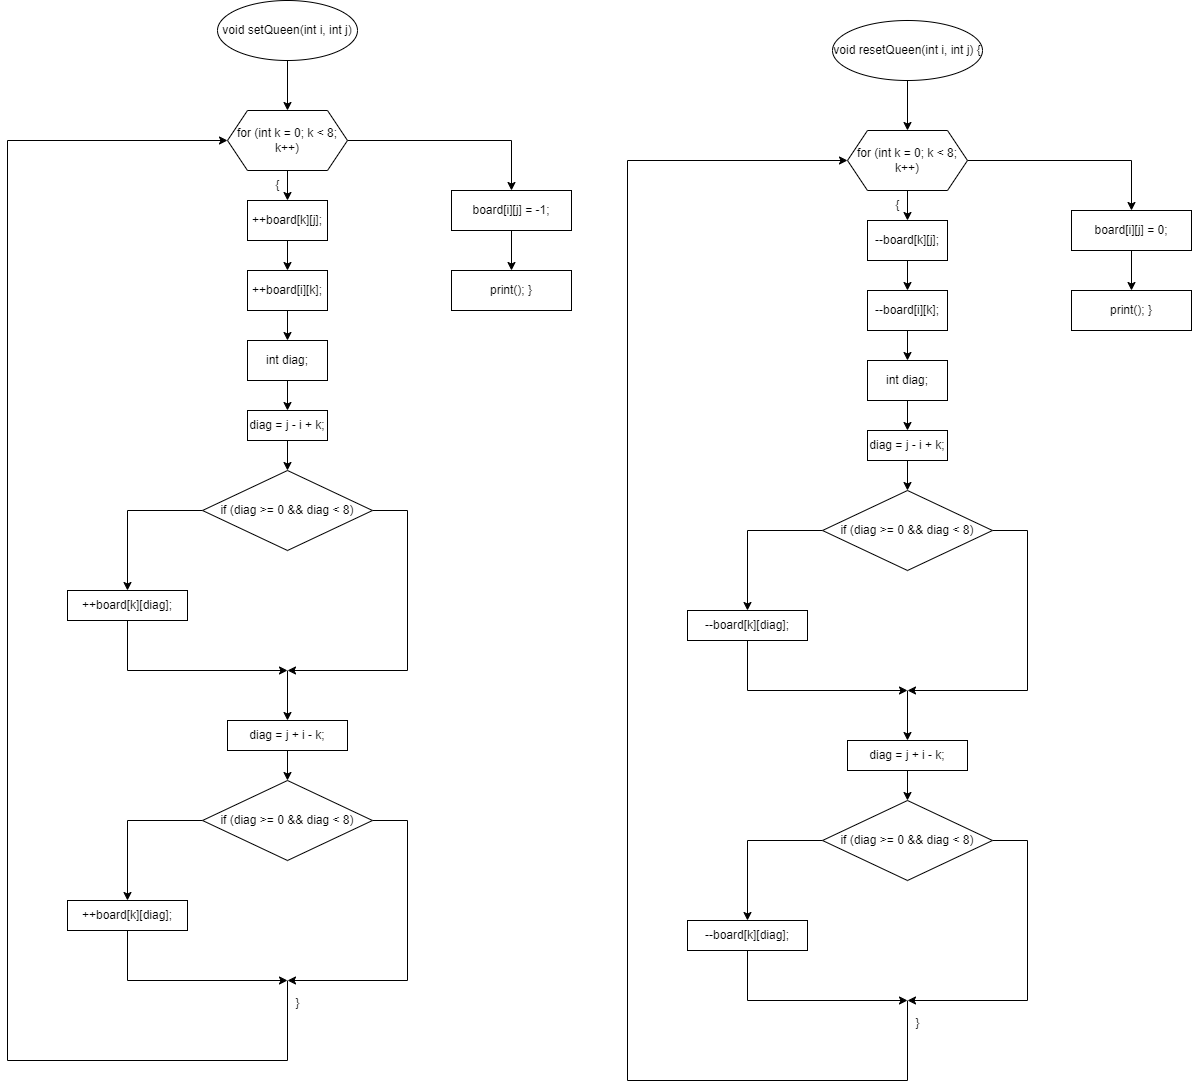 void setQueen(int i, int j)
for (int k = 0; k < 8;
k++)
{
++board[k][j];
++board[i][k];
int diag;
diag = j - i + k;
if (diag >= 0 && diag < 8)
++board[k][diag];
diag = j + i - k;
if (diag >= 0 && diag < 8)
++board[k][diag];
}
board[i][j] = -1;
print(); }
void resetQueen(int i, int j) {
for (int k = 0; k < 8;
k++)
{
--board[k][j];
--board[i][k];
int diag;
diag = j - i + k;
if (diag >= 0 && diag < 8)
--board[k][diag];
diag = j + i - k;
if (diag >= 0 && diag < 8)
--board[k][diag];
}
board[i][j] = 0;
print(); }